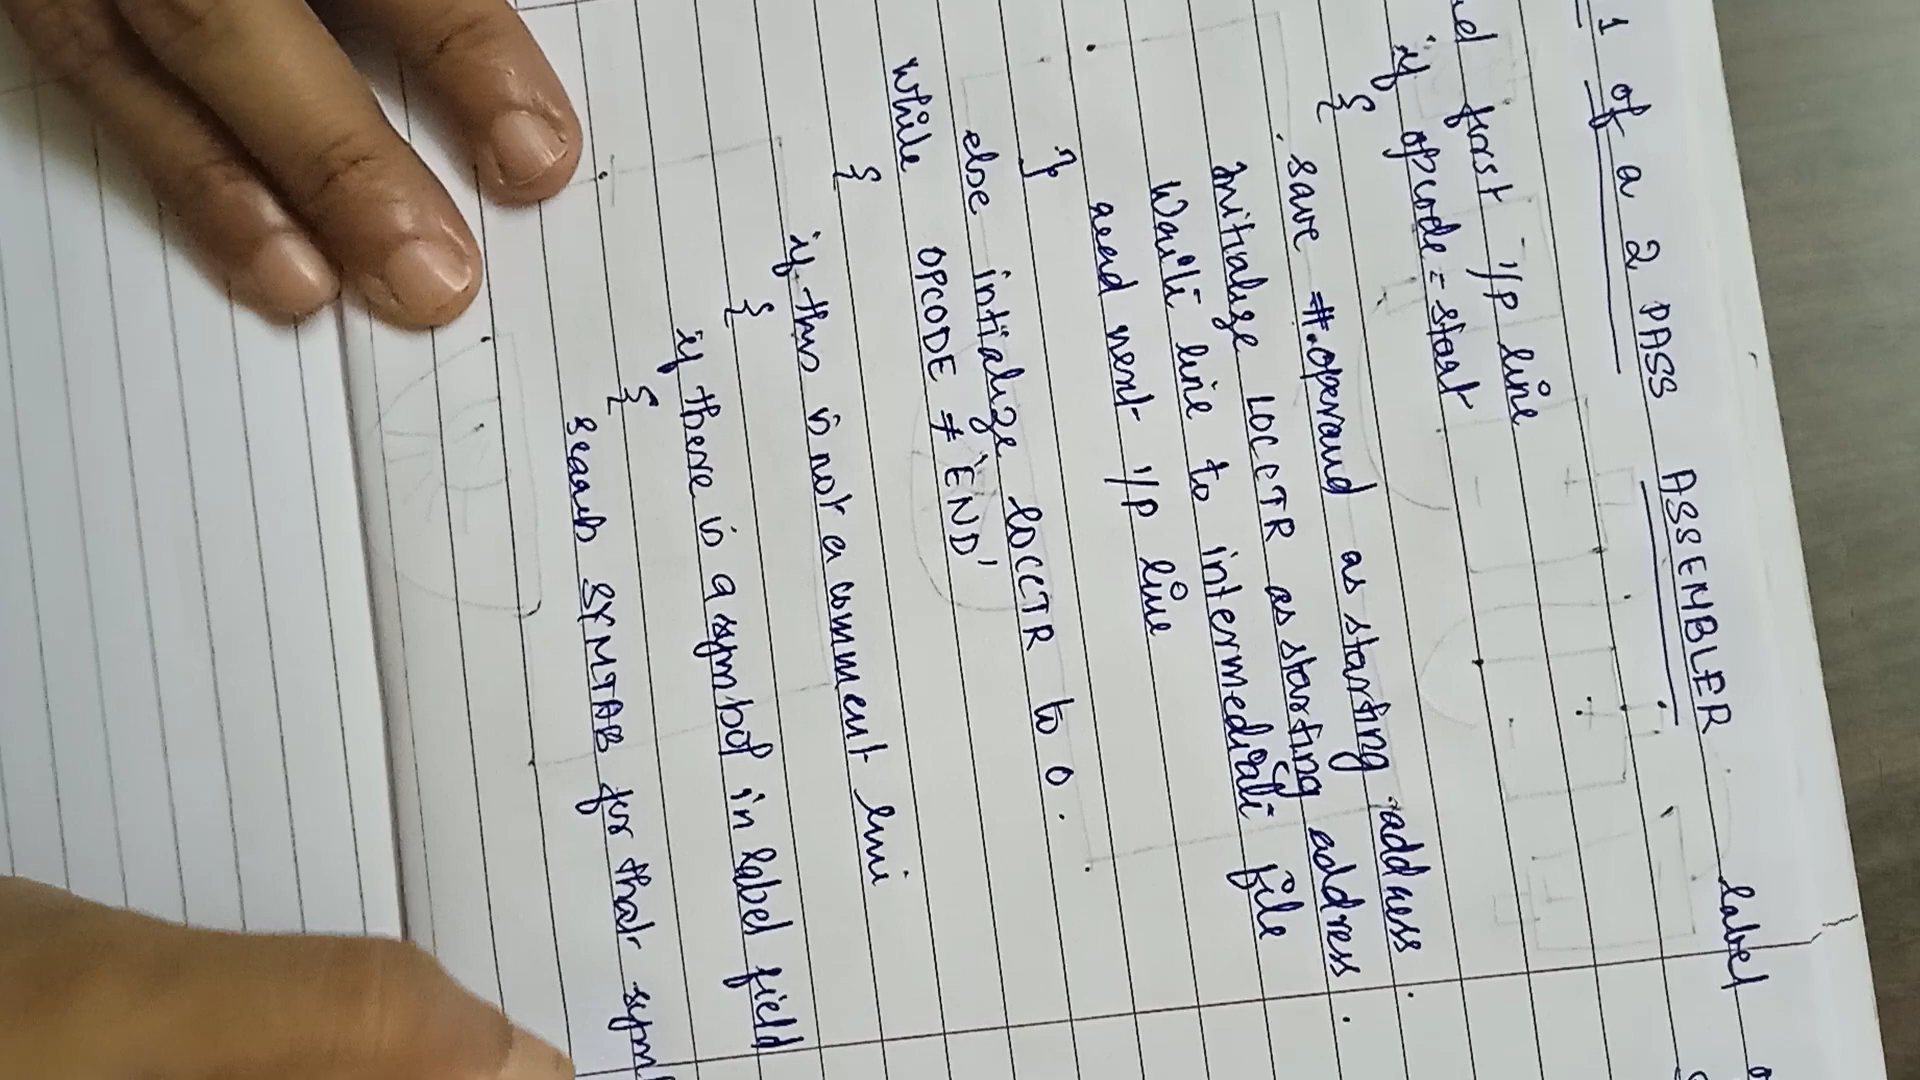 1 of a 2 PASS ASSEMBLER
label
first i/p line
if opcode = start
{
save #operand as starting address
initialize LOCCTR as starting address.
Write line to intermediate file
read next i/p line
}
else intialize LOCCTR to 0.
while OPCODE ≠ 'END'
{
if this is not a comment line
{
if there is a symbol in label field
{
search SYMTAB for that symb